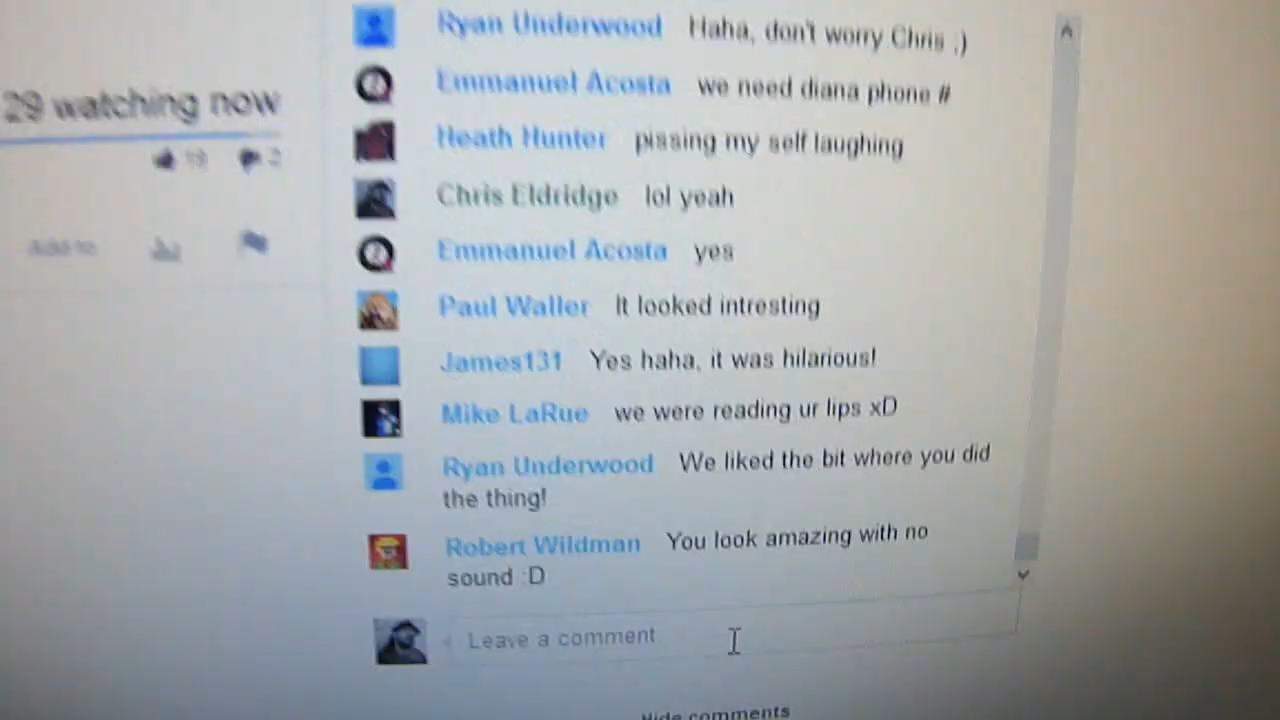 Ryan Underwood Haha, don't worry Chris ;)
29 watching now
Emmanuel Acosta we need diana phone #
Heath Hunter pissing my self laughing
19 2
Chris Eldridge lol yeah
Add to
Emmanuel Acosta yes
Paul Waller It looked intresting
James131 Yes haha, it was hilarious!
Mike LaRue we were reading ur lips xD
Ryan Underwood We liked the bit where you did
the thing!
Robert Wildman You look amazing with no
sound :D
Leave a comment
Hide comments